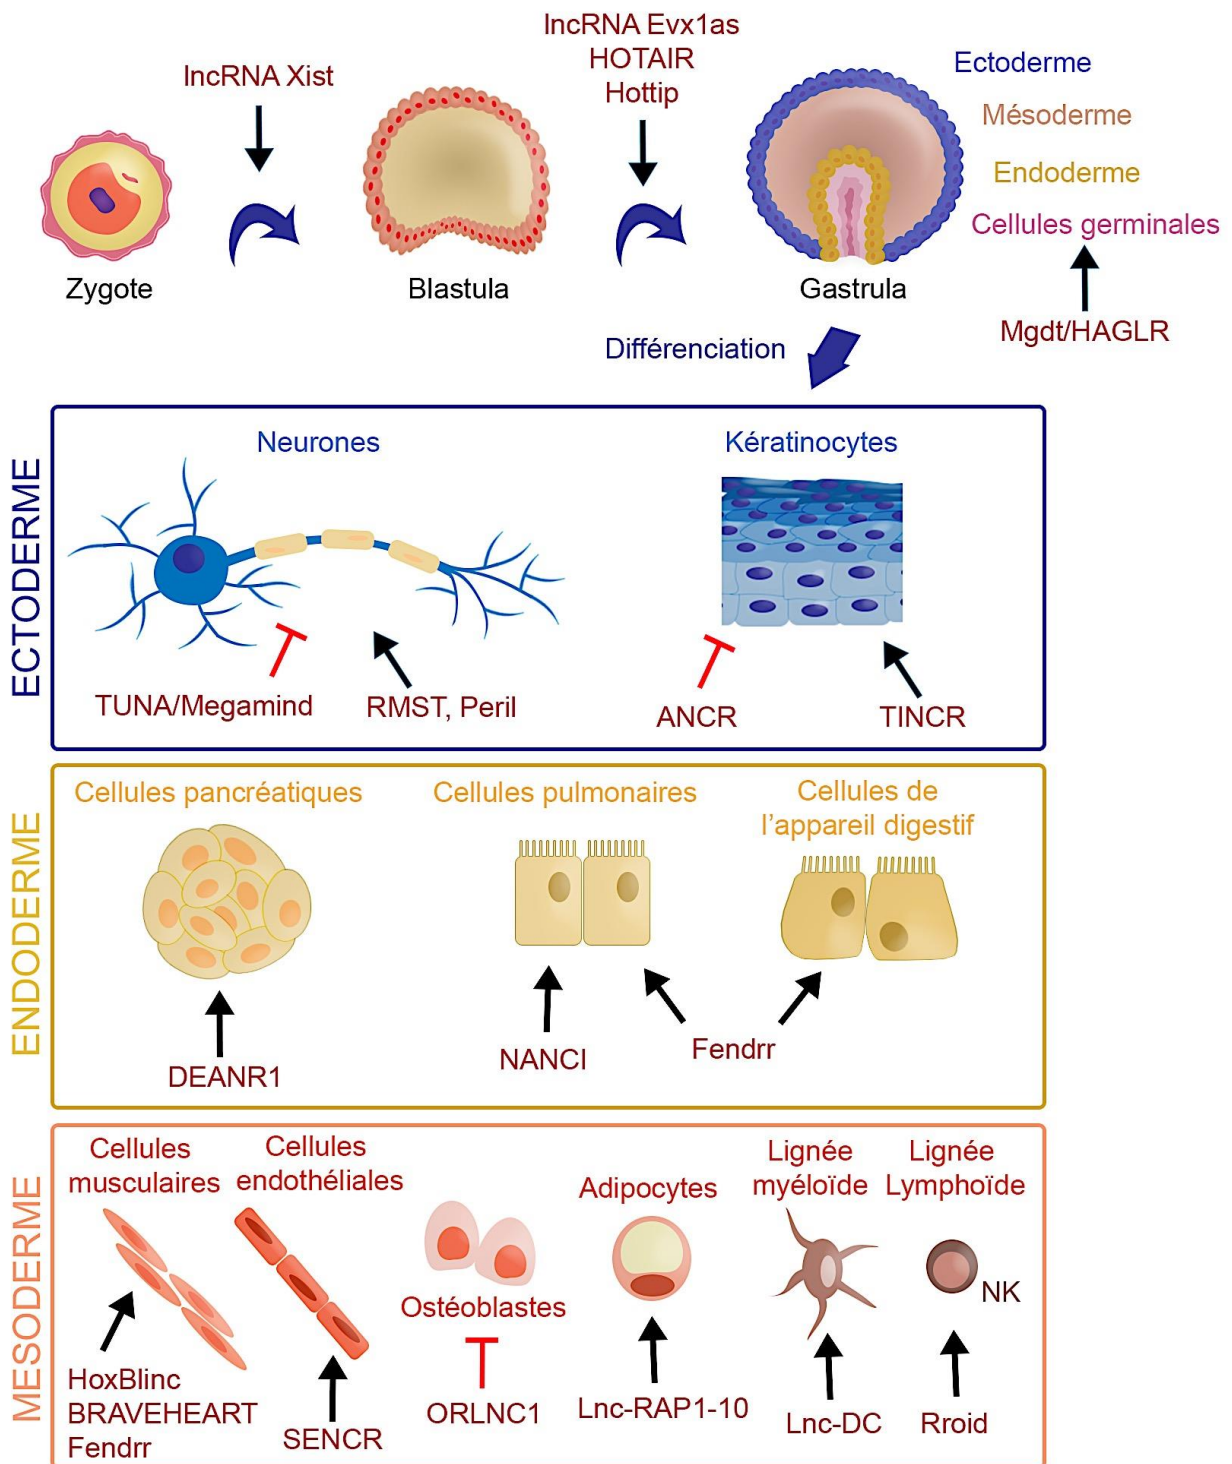 lncRNA Xist
lncRNA Evx1as
HOTAIR
Hottip
Ectoderme
Mésoderme
Endoderme
Cellules germinales
Zygote
Blastula
Gastrula
Mgdt/HAGLR
Différenciation
ECTODERME
Neurones
Kératinocytes
TUNA/Megamind
RMST, Peril
ANCR
TINCR
ENDODERME
Cellules pancréatiques
Cellules pulmonaires
Cellules de
l’appareil digestif
DEANR1
NANCI
Fendrr
MESODERME
Cellules
musculaires
Cellules
endothéliales
Ostéoblastes
Adipocytes
Lignée
myéloïde
Lignée
Lymphoïde
NK
HoxBlinc
BRAVEHEART
Fendrr
SENCR
ORLNC1
Lnc-RAP1-10
Lnc-DC
Rroid